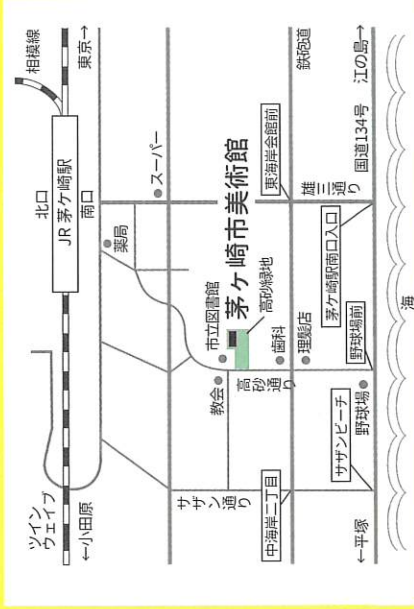 相模線
東京→
北口
JR 茅ケ崎駅
南口
ツイン
ウェイブ
←小田原
スーパー
薬局
市立図書館
茅ヶ崎市美術館
高砂緑地
教会
高砂通り
歯科
理髪店
サザン通り
東海岸会館前
鉄砲道
雄三通り
中海岸二丁目
茅ケ崎駅南口入口
国道134号
江の島→
野球場前
サザンビーチ
野球場
←平塚
海